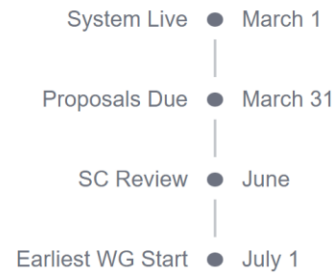 System Live March 1
Proposals Due March 31
SC Review June
Earliest WG Start July 1